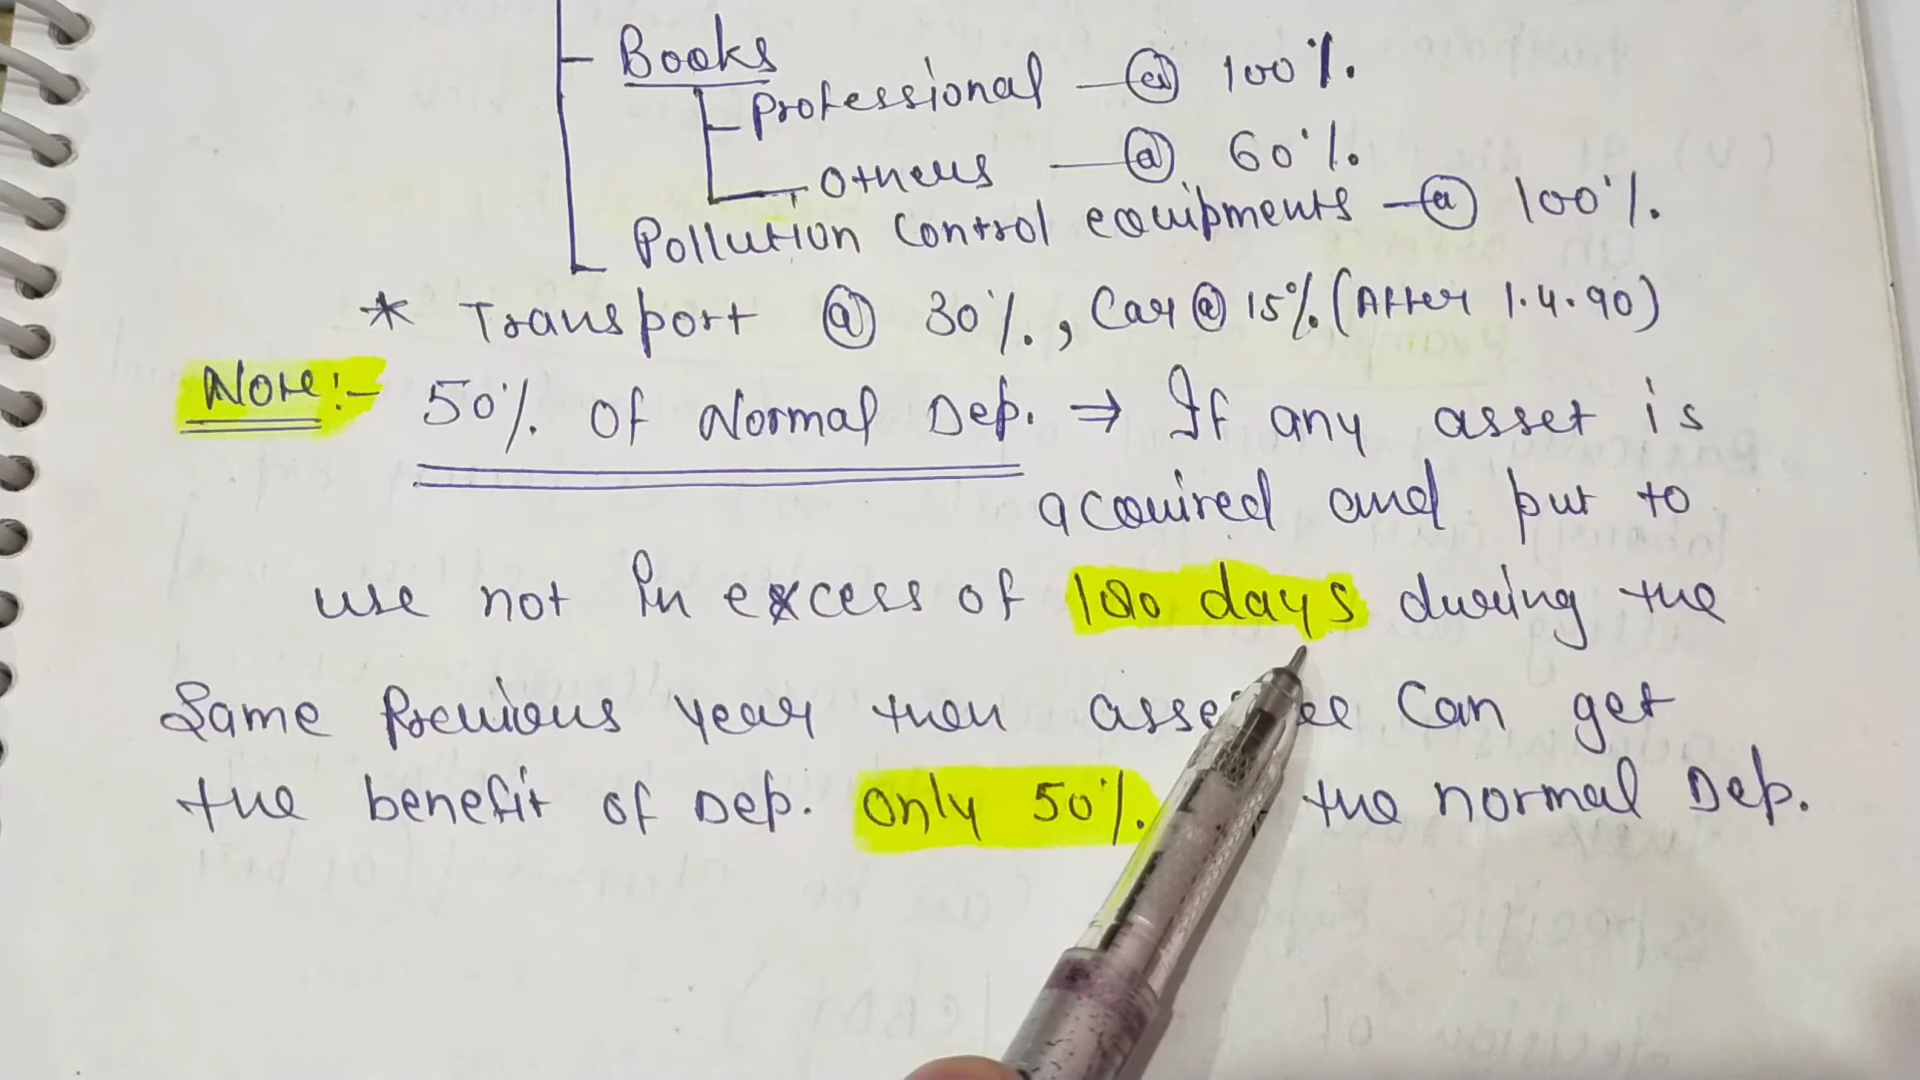 Books
Professional — @ 100%.
Others — @ 60%.
Pollution Control equipments — @ 100%.
* Transport @ 30%., Car @ 15% (After 1.4.90)
Note:- 50%. of Normal Dep. ⇒ If any asset is
acquired and put to
use not in excess of days during the
Same Previous year then can get
the benefit of Dep. only 50%. the normal Dep.